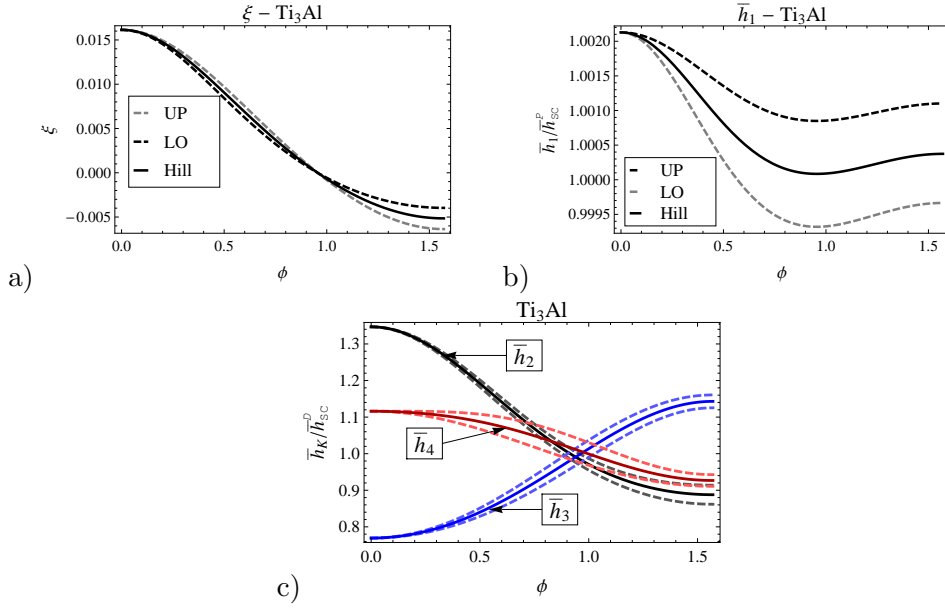 ξ − Ti₃Al
0.015
0.010
0.005
0.000
−0.005
ξ
UP
LO
Hill
0.0 0.5 1.0 1.5
ϕ
a)
h̅₁ − Ti₃Al
1.0020
1.0015
1.0010
1.0005
1.0000
0.9995
h̅₁/h̅ᴾ_SC
UP
LO
Hill
0.0 0.5 1.0 1.5
ϕ
b)
Ti₃Al
1.3
1.2
1.1
1.0
0.9
0.8
h̅_K/h̅ᴰ_SC
h̅₂
h̅₄
h̅₃
0.0 0.5 1.0 1.5
ϕ
c)